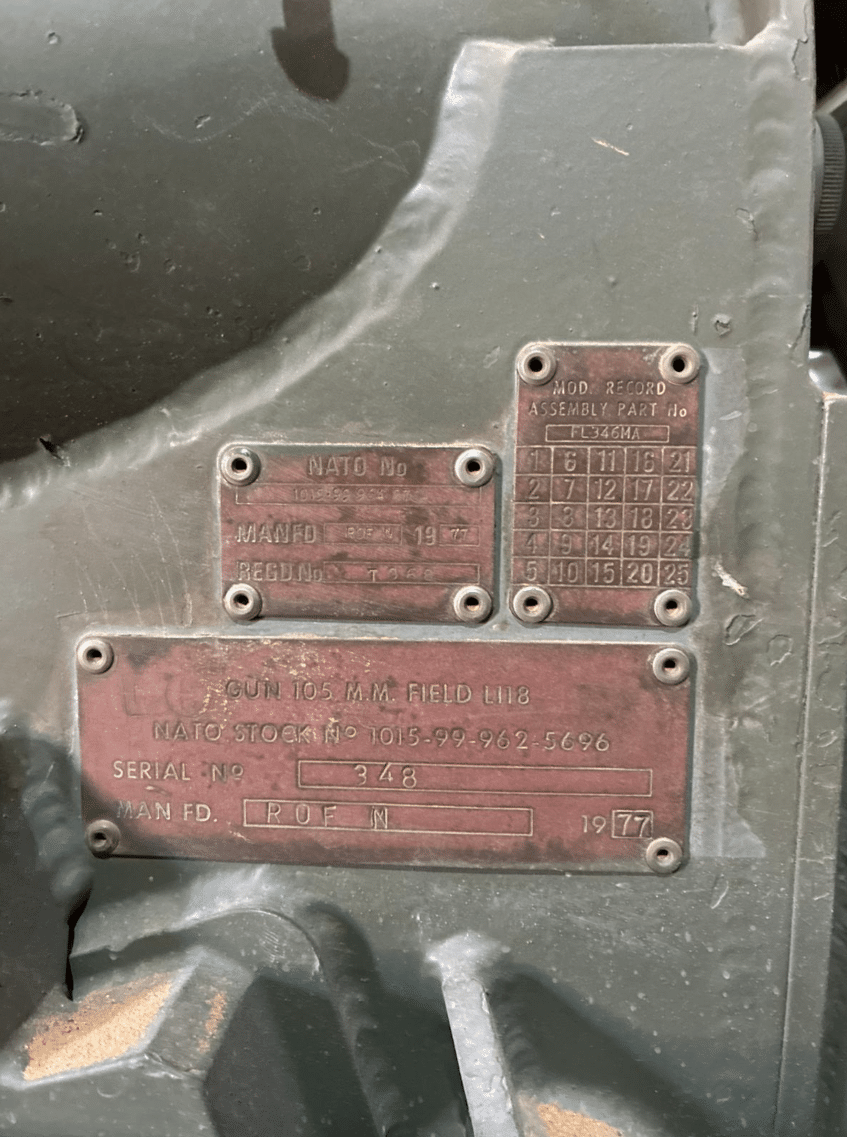 MOD. RECORD
ASSEMBLY PART No
FL346MA
1 6 11 16 21
2 7 12 17 22
3 8 13 18 23
4 9 14 19 24
5 10 15 20 25
NATO No
MANFD ROF N 19 77
REGD.No
GUN 105 M.M. FIELD L118
NATO STOCK Nº 1015-99-962-5696
SERIAL Nº 348
MAN FD. ROF N 19 77